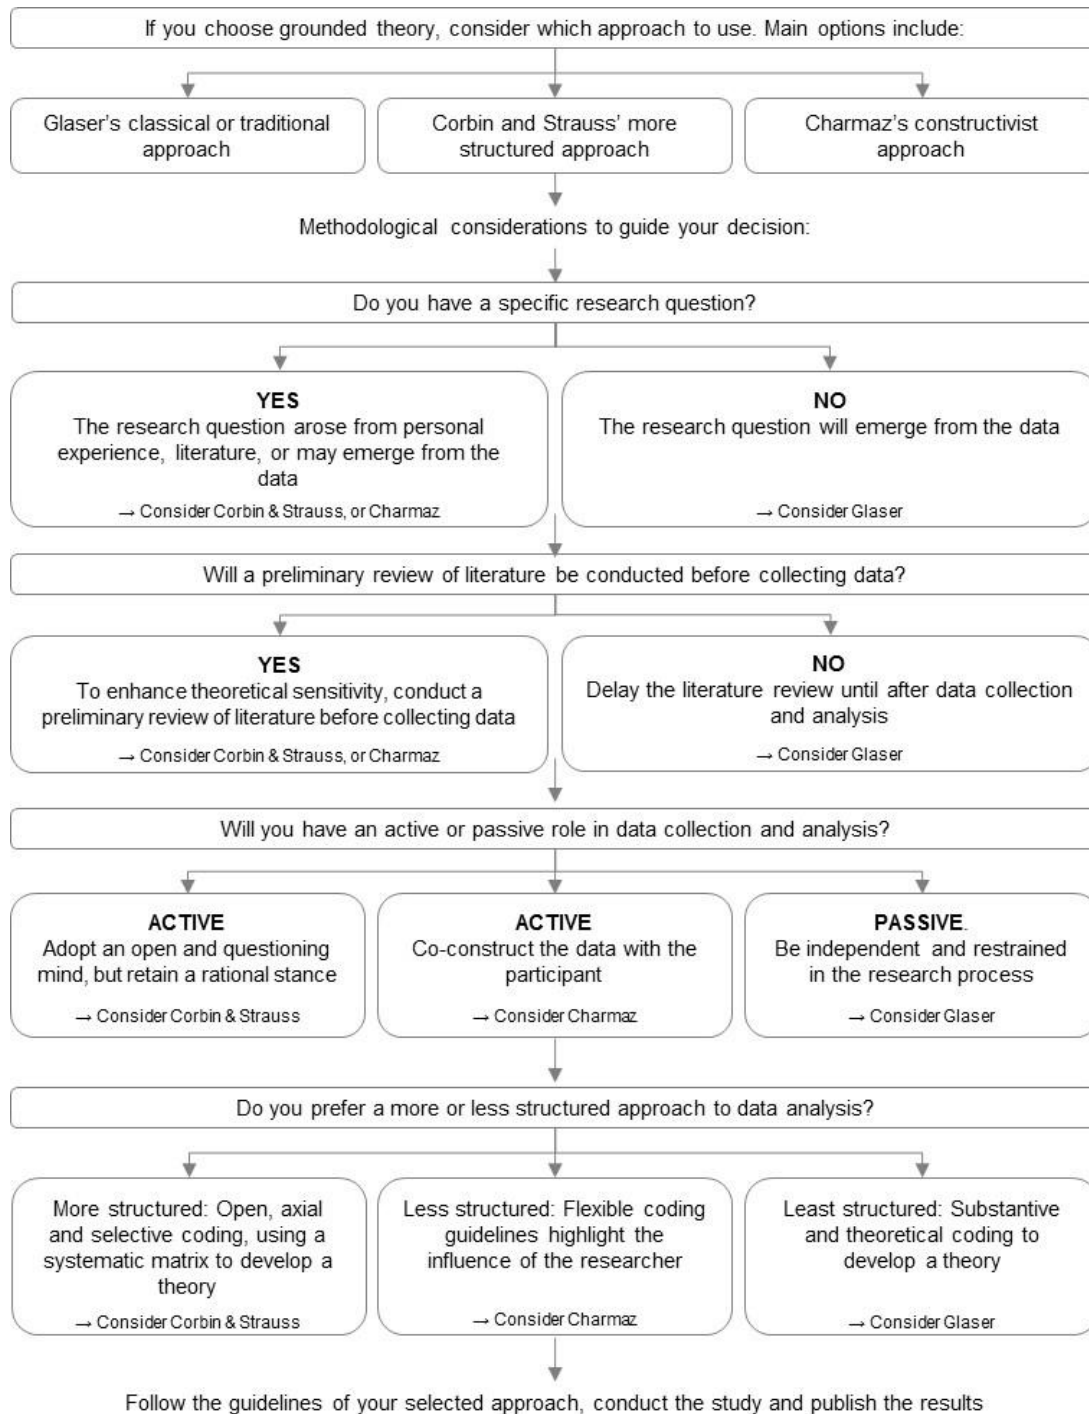 If you choose grounded theory, consider which approach to use. Main options include:
Glaser's classical or traditional
approach
Corbin and Strauss' more
structured approach
Charmaz's constructivist
approach
Methodological considerations to guide your decision:
Do you have a specific research question?
YES
The research question arose from personal
experience, literature, or may emerge from the
data
→ Consider Corbin & Strauss, or Charmaz
NO
The research question will emerge from the data
→ Consider Glaser
Will a preliminary review of literature be conducted before collecting data?
YES
To enhance theoretical sensitivity, conduct a
preliminary review of literature before collecting data
→ Consider Corbin & Strauss, or Charmaz
NO
Delay the literature review until after data collection
and analysis
→ Consider Glaser
Will you have an active or passive role in data collection and analysis?
ACTIVE
Adopt an open and questioning
mind, but retain a rational stance
→ Consider Corbin & Strauss
ACTIVE
Co-construct the data with the
participant
→ Consider Charmaz
PASSIVE.
Be independent and restrained
in the research process
→ Consider Glaser
Do you prefer a more or less structured approach to data analysis?
More structured: Open, axial
and selective coding, using a
systematic matrix to develop a
theory
→ Consider Corbin & Strauss
Less structured: Flexible coding
guidelines highlight the
influence of the researcher
→ Consider Charmaz
Least structured: Substantive
and theoretical coding to
develop a theory
→ Consider Glaser
Follow the guidelines of your selected approach, conduct the study and publish the results